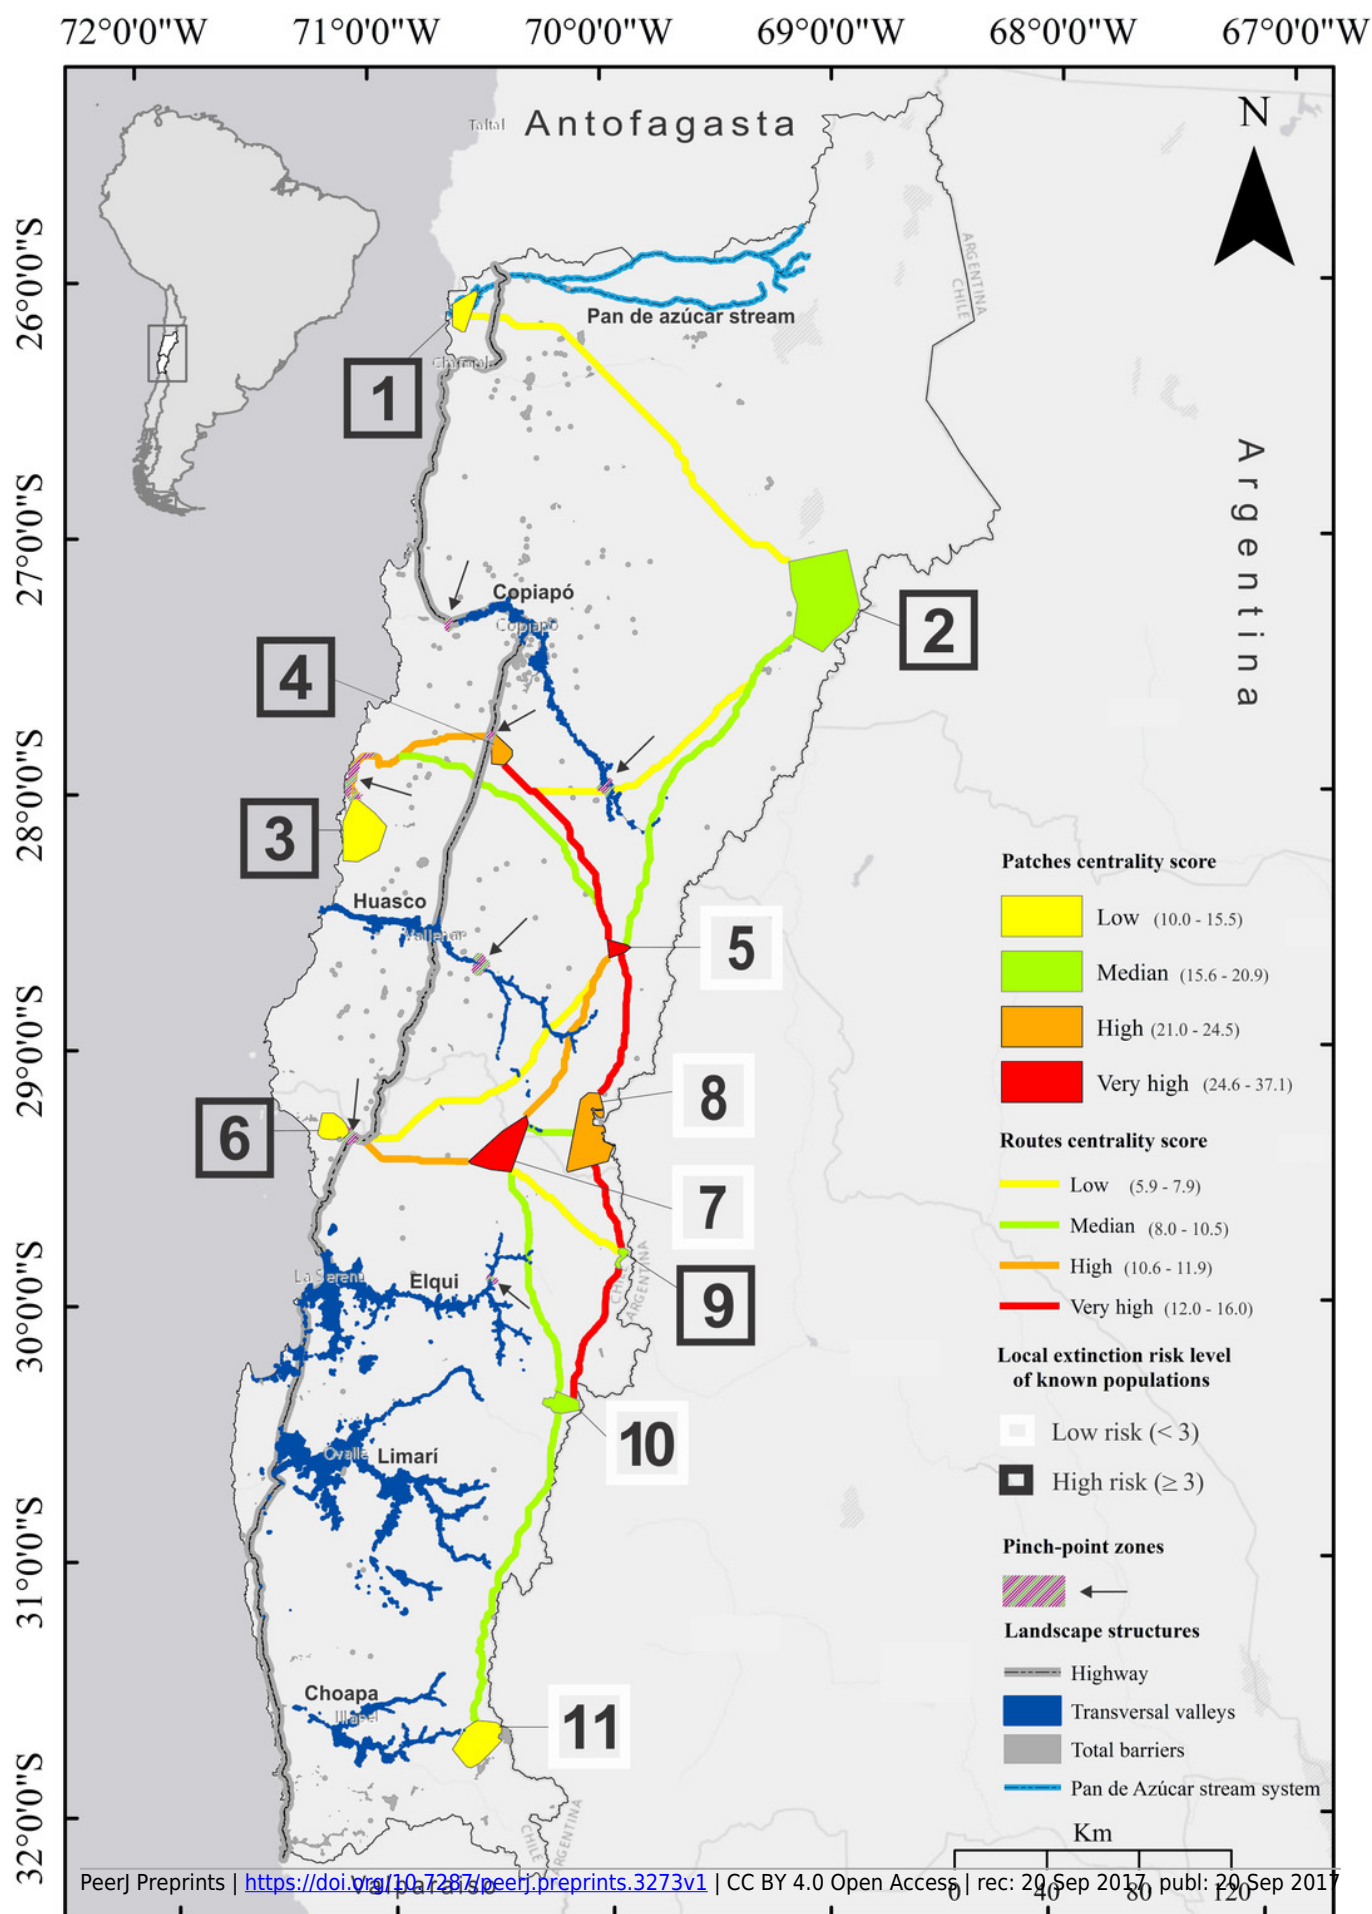 72°0'0"W 71°0'0"W 70°0'0"W 69°0'0"W 68°0'0"W 67°0'0"W
Taltal
Antofagasta
N
26°0'0"S
ARGENTINA
CHILE
Pan de azúcar stream
1
Chañaral
Argentina
27°0'0"S
Copiapó
Copiapó
2
4
28°0'0"S
3
Patches centrality score
Low (10.0 - 15.5)
Median (15.6 - 20.9)
High (21.0 - 24.5)
Very high (24.6 - 37.1)
Huasco
Vallenar
5
29°0'0"S
8
6
7
Routes centrality score
Low (5.9 - 7.9)
Median (8.0 - 10.5)
High (10.6 - 11.9)
Very high (12.0 - 16.0)
30°0'0"S
La Serena
Elqui
CHILE
ARGENTINA
9
Local extinction risk level
of known populations
Low risk (< 3)
High risk (≥ 3)
10
Ovalle
Limarí
31°0'0"S
Pinch-point zones
Landscape structures
Highway
Transversal valleys
Total barriers
Pan de Azúcar stream system
Choapa
Illapel
11
32°0'0"S
CHILE
ARGENTINA
Km
0 40 80 120
Valparaíso
PeerJ Preprints | https://doi.org/10.7287/peerj.preprints.3273v1 | CC BY 4.0 Open Access | rec: 20 Sep 2017, publ: 20 Sep 2017